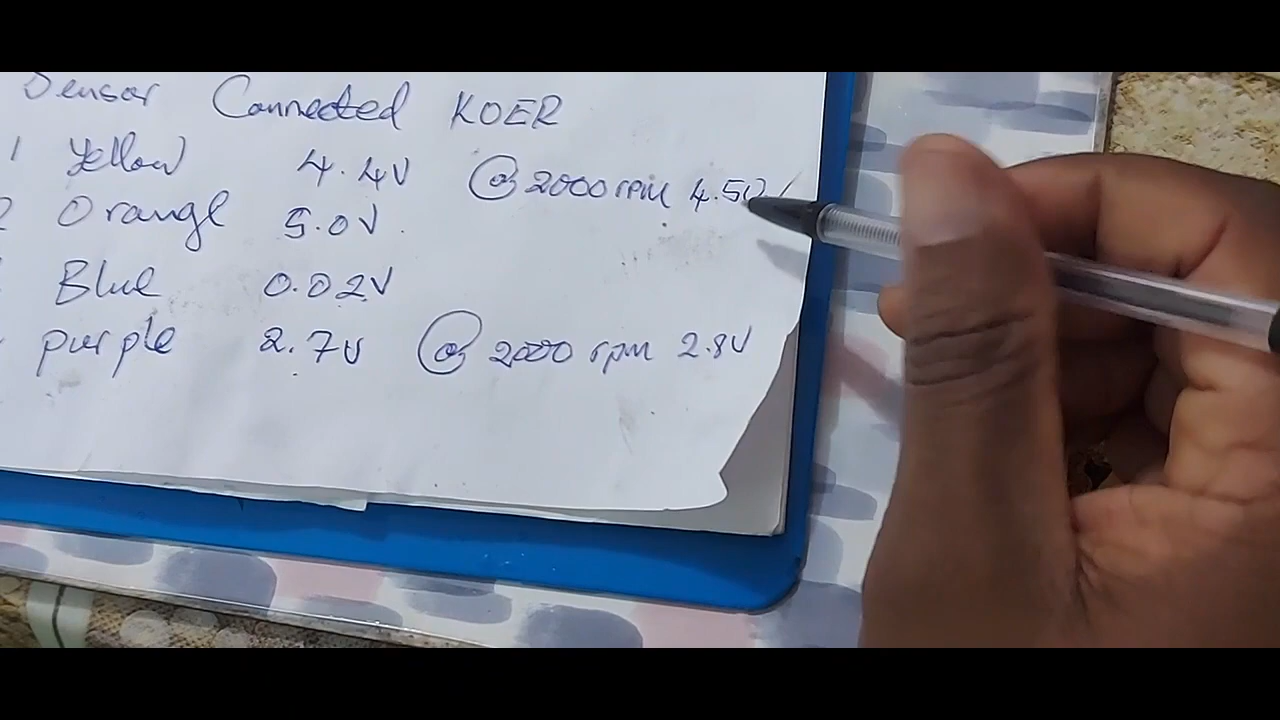 Sensor Connected KOER
1 Yellow 4.4V @ 2000 rpm 4.50V
2 Orange 5.0V
Blue 0.02V
purple 2.7V @ 2000 rpm 2.8V